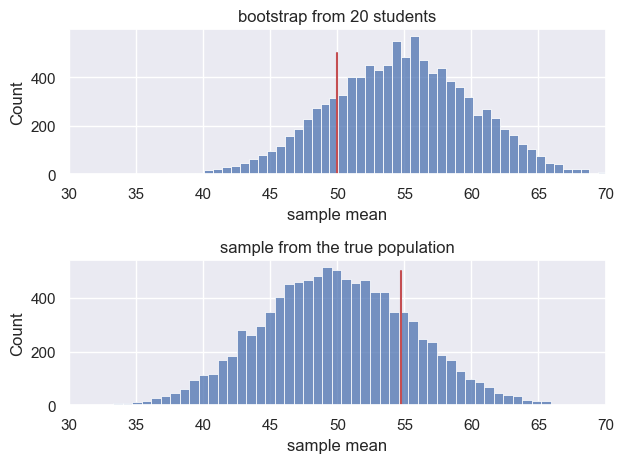 bootstrap from 20 students
400
200
0
Count
30 35 40 45 50 55 60 65 70
sample mean
sample from the true population
400
200
0
Count
30 35 40 45 50 55 60 65 70
sample mean